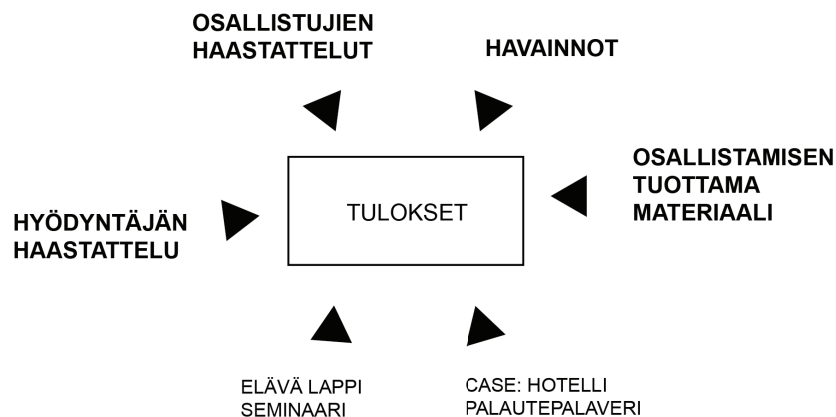 OSALLISTUJIEN
HAASTATTELUT
HAVAINNOT
OSALLISTAMISEN
TUOTTAMA
MATERIAALI
TULOKSET
HYÖDYNTÄJÄN
HAASTATTELU
ELÄVÄ LAPPI
SEMINAARI
CASE: HOTELLI
PALAUTEPALAVERI